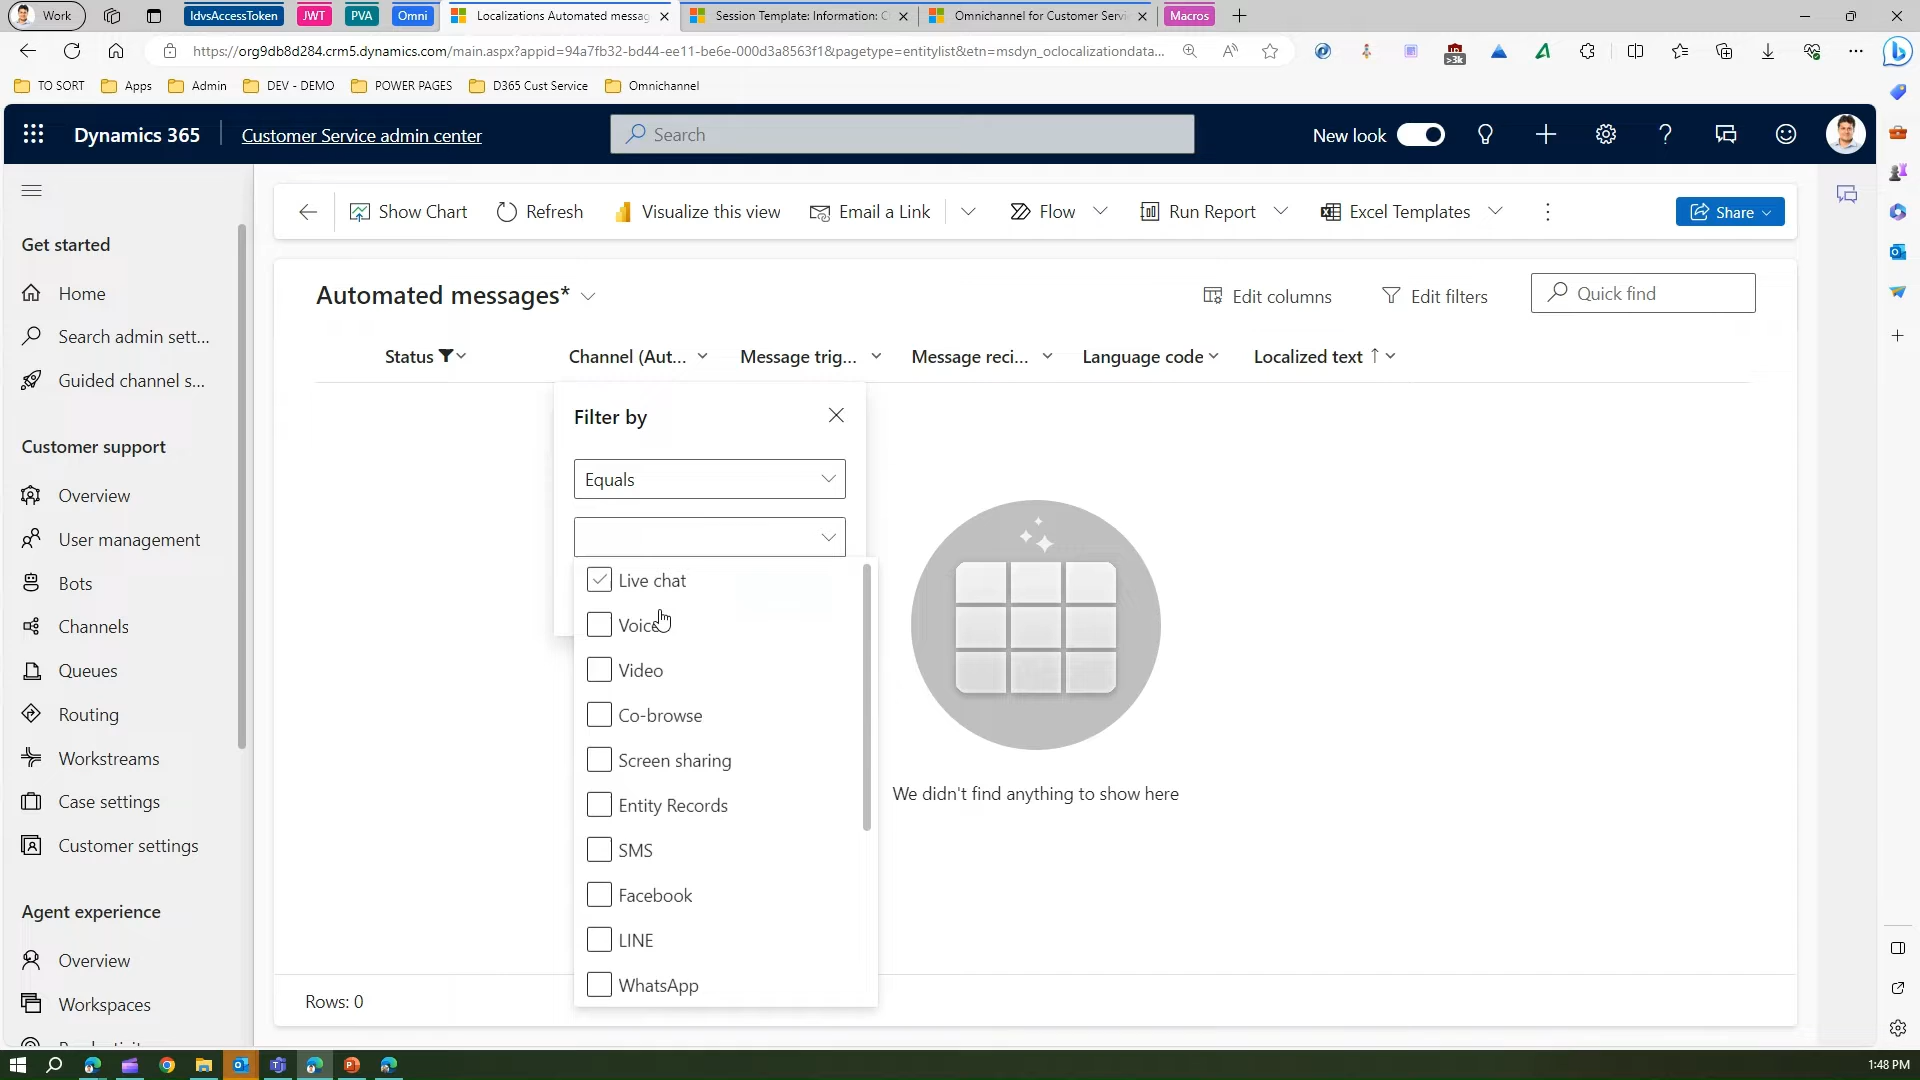 Work
IdvsAccessToken
JWT
PVA
Omni
Localizations Automated messag
Session Template: Information: C
Omnichannel for Customer Servi
Macros
https://org9db8d284.crm5.dynamics.com/main.aspx?appid=94a7fb32-bd44-ee11-be6e-000d3a8563f1&pagetype=entitylist&etn=msdyn_oclocalizationdata...
>3k
TO SORT
Apps
Admin
DEV - DEMO
POWER PAGES
D365 Cust Service
Omnichannel
Dynamics 365
Customer Service admin center
Search
New look
Show Chart
Refresh
Visualize this view
Email a Link
Flow
Run Report
Excel Templates
Share
Get started
Home
Search admin sett...
Guided channel s...
Customer support
Overview
User management
Bots
Channels
Queues
Routing
Workstreams
Case settings
Customer settings
Agent experience
Overview
Workspaces
Automated messages*
Edit columns
Edit filters
Quick find
Status
Channel (Aut...
Message trig...
Message reci...
Language code
Localized text
Filter by
Equals
Live chat
Voice
Video
Co-browse
Screen sharing
Entity Records
SMS
Facebook
LINE
WhatsApp
We didn't find anything to show here
Rows: 0
1:48 PM